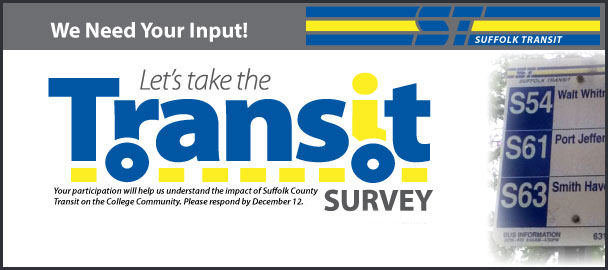 We Need Your Input!
ST
SUFFOLK TRANSIT
Let's take the
Transit
SURVEY
Your participation will help us understand the impact of Suffolk County
Transit on the College Community. Please respond by December 12.
ST
SUFFOLK TRANSIT
S54 Walt Whitm
S61 Port Jeffer
S63 Smith Hav
BUS INFORMATION
631